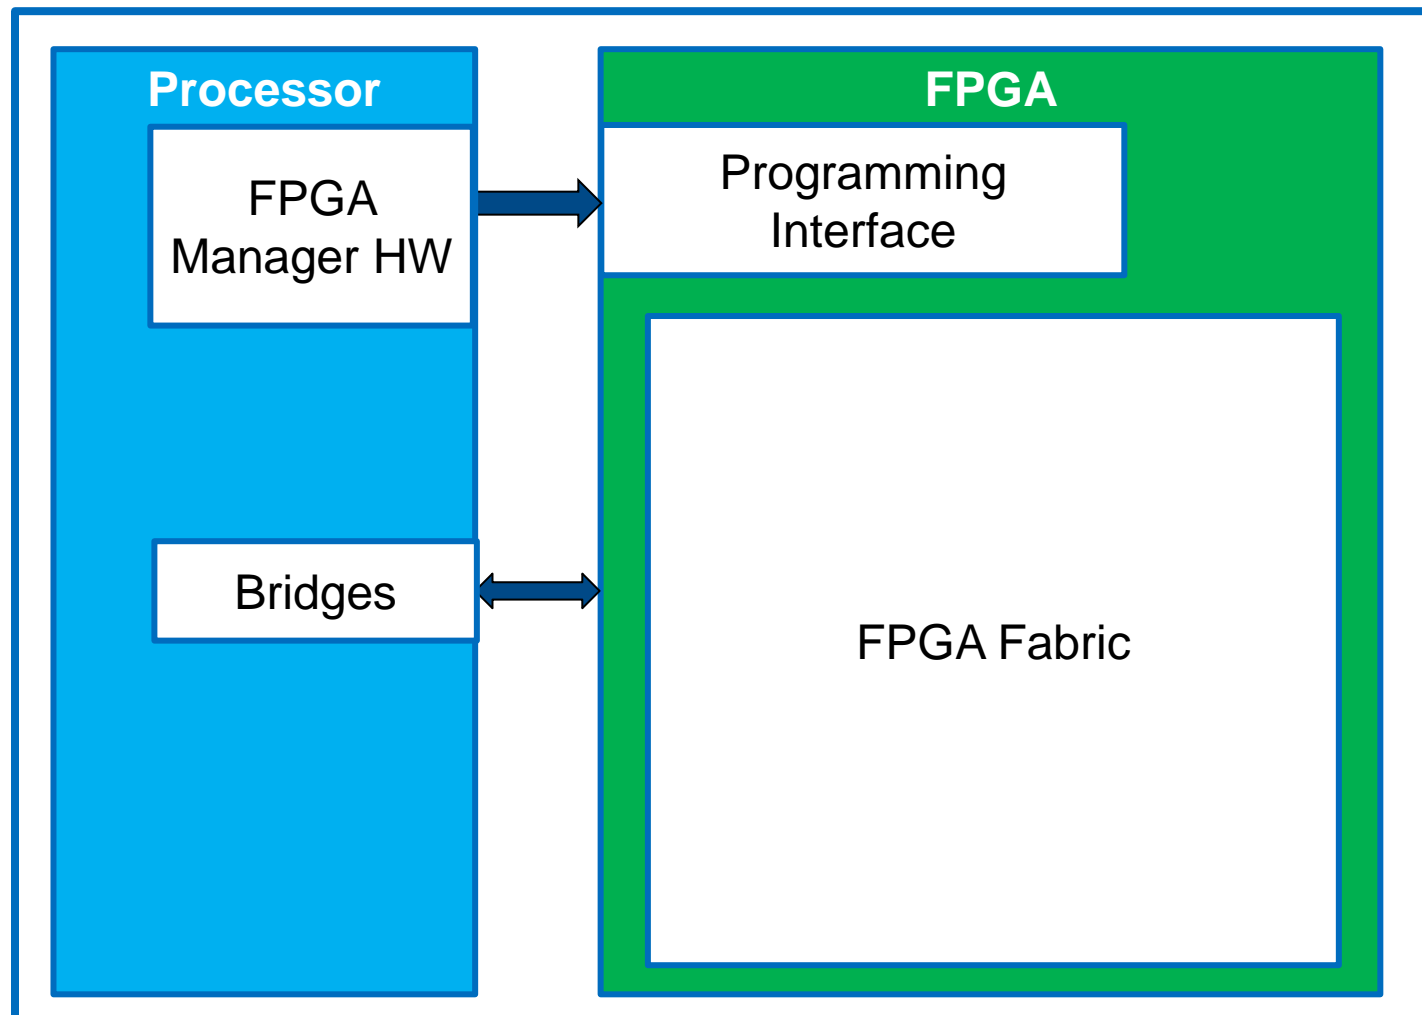 Processor
FPGA
FPGA
Manager HW
Programming
Interface
Bridges
FPGA Fabric